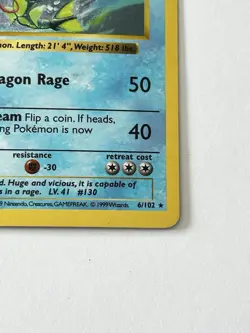 on. Length: 21' 4", Weight: 518 lbs.
agon Rage 50
eam Flip a coin. If heads,
ng Pokémon is now 40
resistance retreat cost
-30
d. Huge and vicious, it is capable of
s in a rage. LV. 41 #130
Nintendo, Creatures, GAMEFREAK. © 1999 Wizards. 6/102 ★